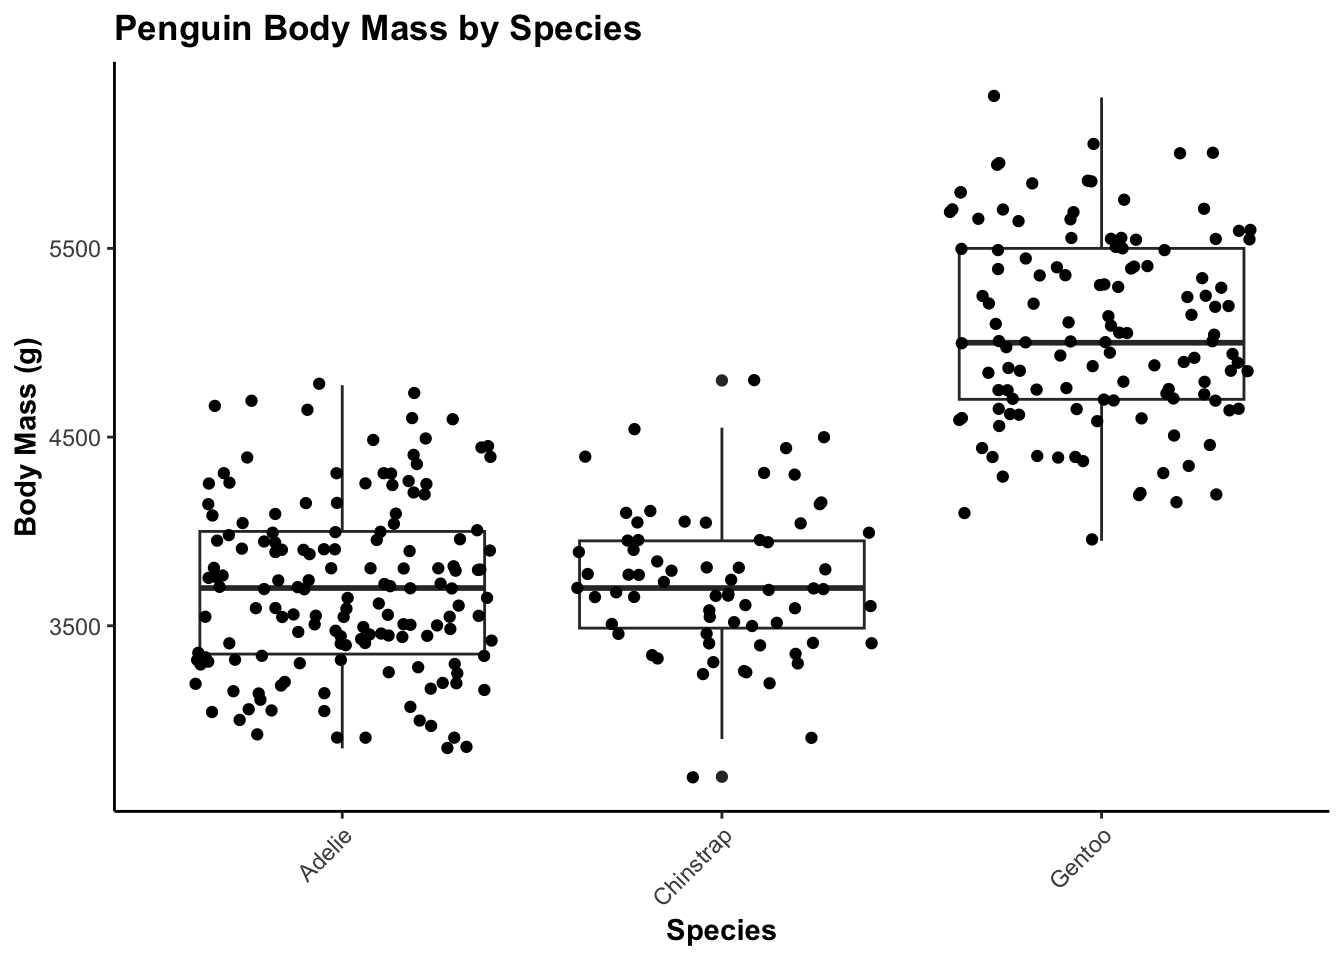 Penguin Body Mass by Species
Body Mass (g)
5500
4500
3500
Adelie
Chinstrap
Gentoo
Species